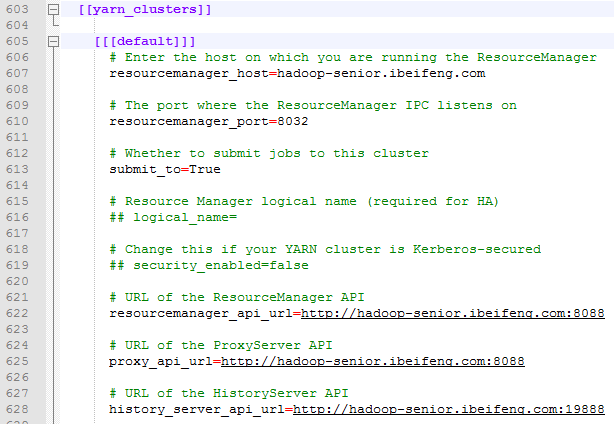 603 [[yarn_clusters]]
604
605 [[[default]]]
606 # Enter the host on which you are running the ResourceManager
607 resourcemanager_host=hadoop-senior.ibeifeng.com
608
609 # The port where the ResourceManager IPC listens on
610 resourcemanager_port=8032
611
612 # Whether to submit jobs to this cluster
613 submit_to=True
614
615 # Resource Manager logical name (required for HA)
616 ## logical_name=
617
618 # Change this if your YARN cluster is Kerberos-secured
619 ## security_enabled=false
620
621 # URL of the ResourceManager API
622 resourcemanager_api_url=http://hadoop-senior.ibeifeng.com:8088
623
624 # URL of the ProxyServer API
625 proxy_api_url=http://hadoop-senior.ibeifeng.com:8088
626
627 # URL of the HistoryServer API
628 history_server_api_url=http://hadoop-senior.ibeifeng.com:19888